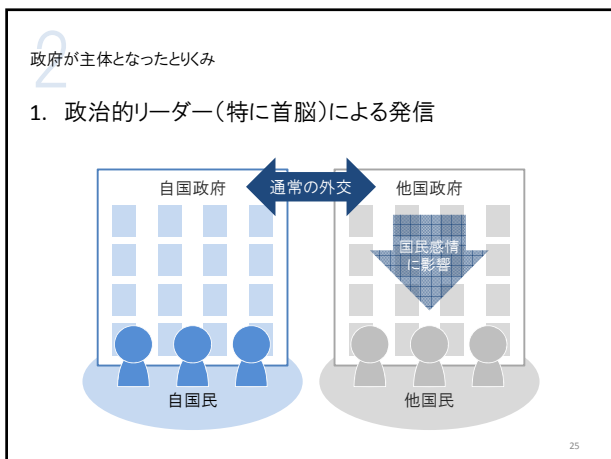 2
政府が主体となったとりくみ
1. 政治的リーダー（特に首脳）による発信
自国政府
通常の外交
他国政府
国民感情
に影響
自国民
他国民
25